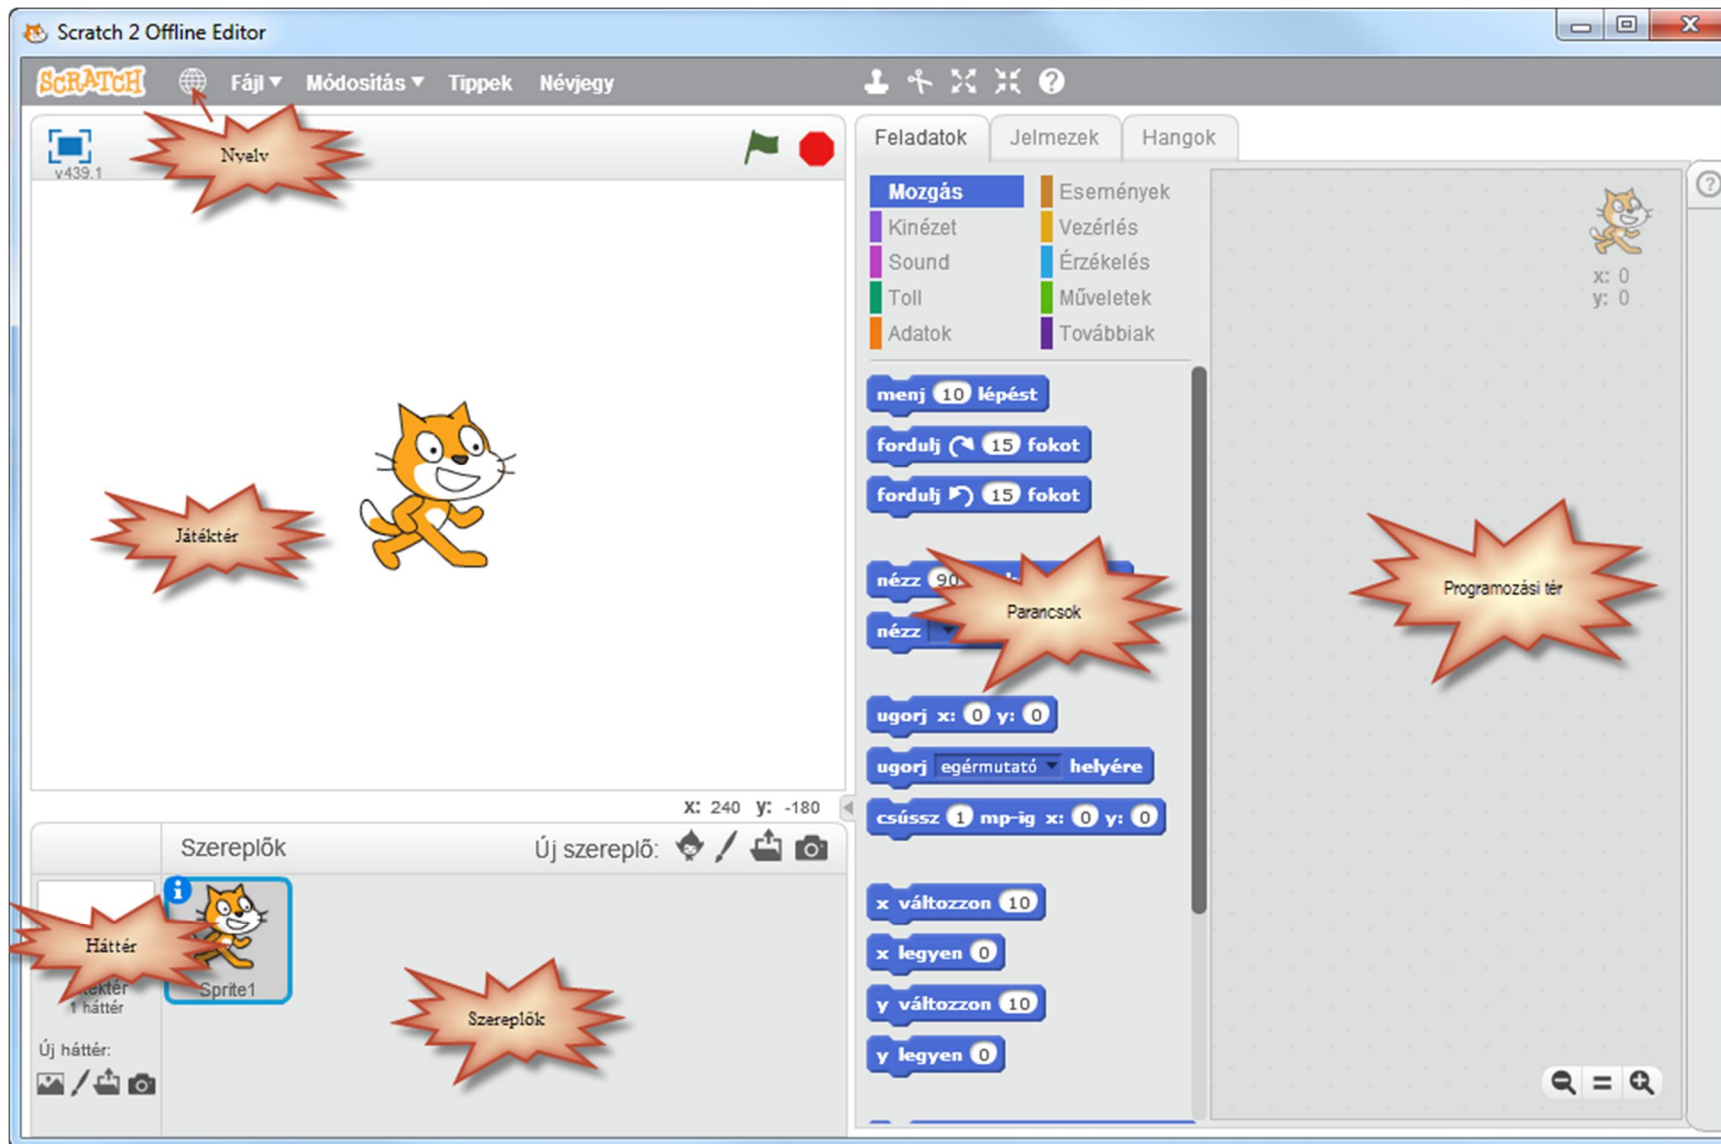 Scratch 2 Offline Editor
SCRATCH Fájl Módosítás Tippek Névjegy
v439.1
Nyelv
Játéktér
x: 240 y: -180
Szereplők
Új szereplő:
Háttér
1 háttér
Új háttér:
Sprite1
Szereplők
Feladatok Jelmezek Hangok
Mozgás
Kinézet
Sound
Toll
Adatok
Események
Vezérlés
Érzékelés
Műveletek
Továbbiak
menj 10 lépést
fordulj 15 fokot
fordulj 15 fokot
nézz 90
nézz
Parancsok
ugorj x: 0 y: 0
ugorj egérmutató helyére
csússz 1 mp-ig x: 0 y: 0
x változzon 10
x legyen 0
y változzon 10
y legyen 0
x: 0
y: 0
Programozási tér